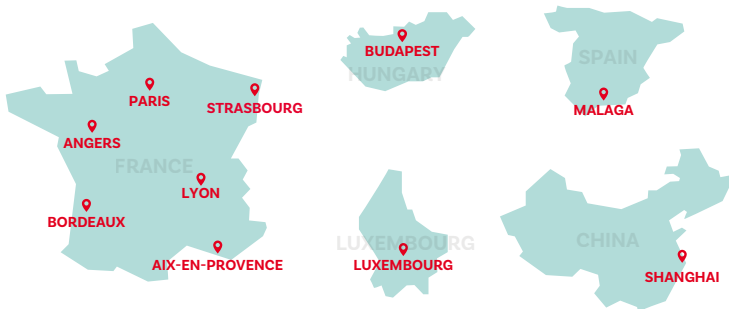 PARIS
STRASBOURG
ANGERS
FRANCE
LYON
BORDEAUX
AIX-EN-PROVENCE
BUDAPEST
HUNGARY
SPAIN
MALAGA
LUXEMBOURG
LUXEMBOURG
CHINA
SHANGHAI